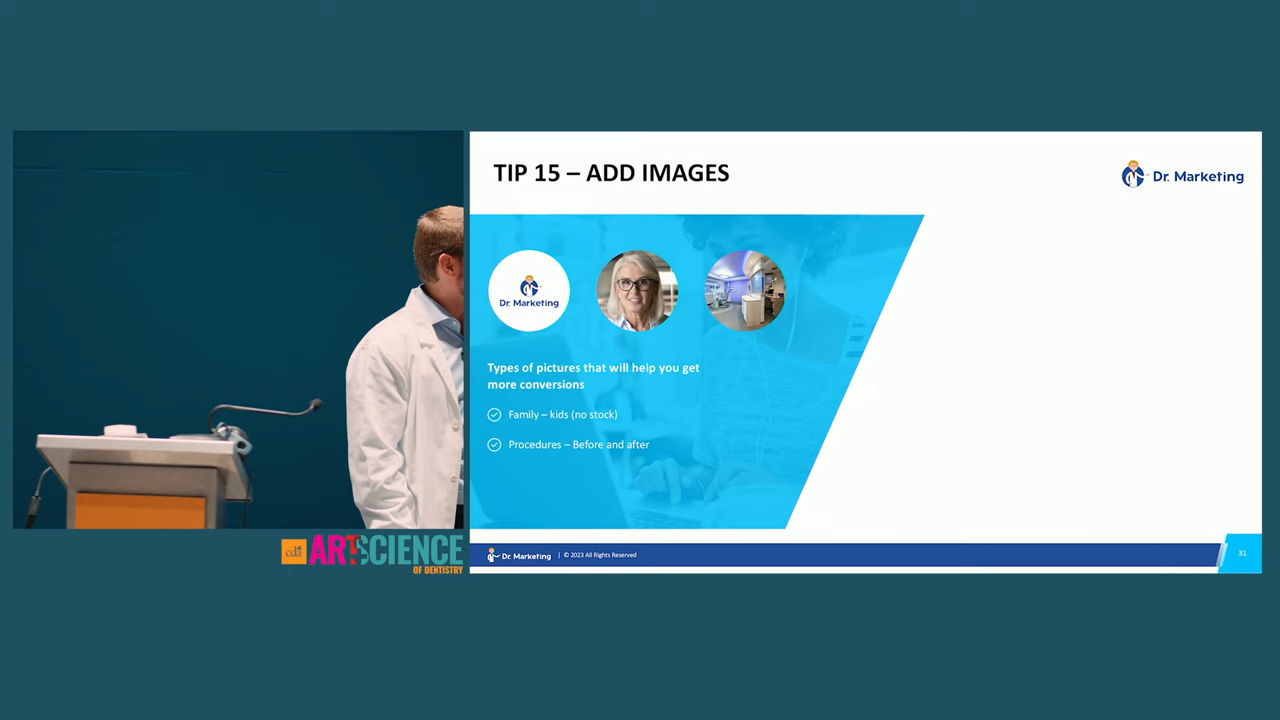 TIP 15 – ADD IMAGES
Dr. Marketing
Dr. Marketing
Types of pictures that will help you get
more conversions
Family – kids (no stock)
Procedures – Before and after
cda
ART SCIENCE
OF DENTISTRY
Dr. Marketing | © 2023 All Rights Reserved
31